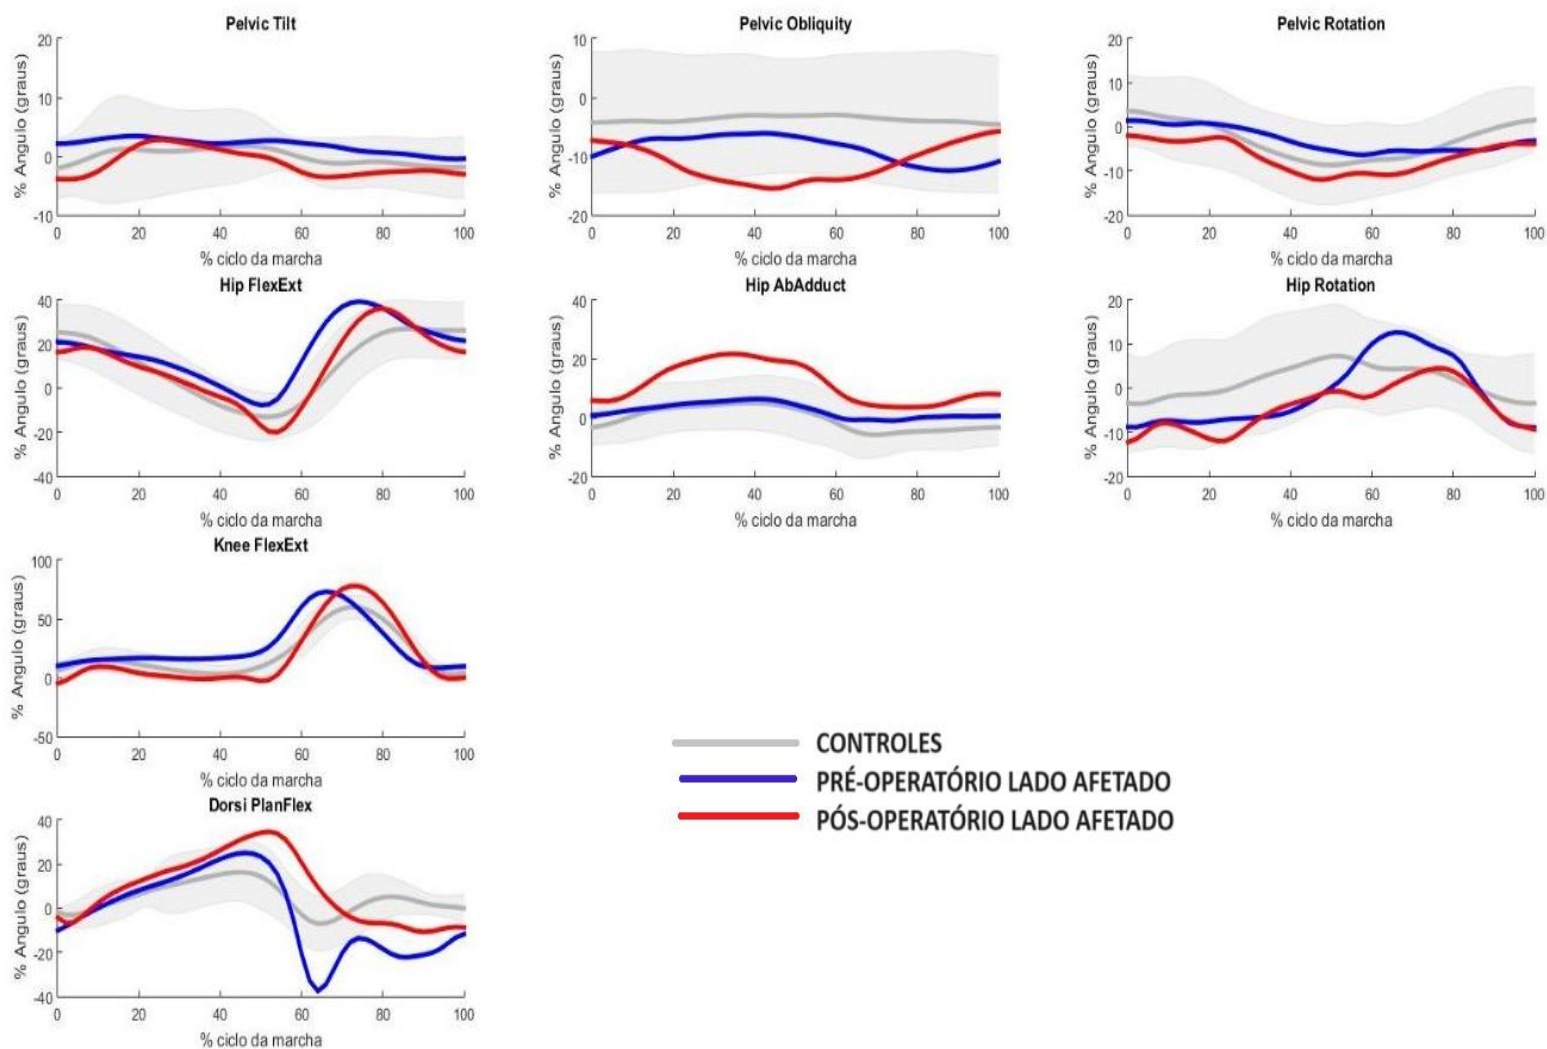 Pelvic Tilt
Pelvic Obliquity
Pelvic Rotation
% Angulo (graus)
20
10
0
-10
0 20 40 60 80 100
% ciclo da marcha
% Angulo (graus)
10
0
-10
-20
0 20 40 60 80 100
% ciclo da marcha
% Angulo (graus)
20
10
0
-10
-20
0 20 40 60 80 100
% ciclo da marcha
Hip FlexExt
Hip AbAdduct
Hip Rotation
% Angulo (graus)
40
20
0
-20
-40
0 20 40 60 80 100
% ciclo da marcha
% Angulo (graus)
40
20
0
-20
0 20 40 60 80 100
% ciclo da marcha
% Angulo (graus)
20
10
0
-10
-20
0 20 40 60 80 100
% ciclo da marcha
Knee FlexExt
% Angulo (graus)
100
50
0
-50
0 20 40 60 80 100
% ciclo da marcha
Dorsi PlanFlex
% Angulo (graus)
40
20
0
-20
-40
0 20 40 60 80 100
% ciclo da marcha
CONTROLES
PRÉ-OPERATÓRIO LADO AFETADO
PÓS-OPERATÓRIO LADO AFETADO